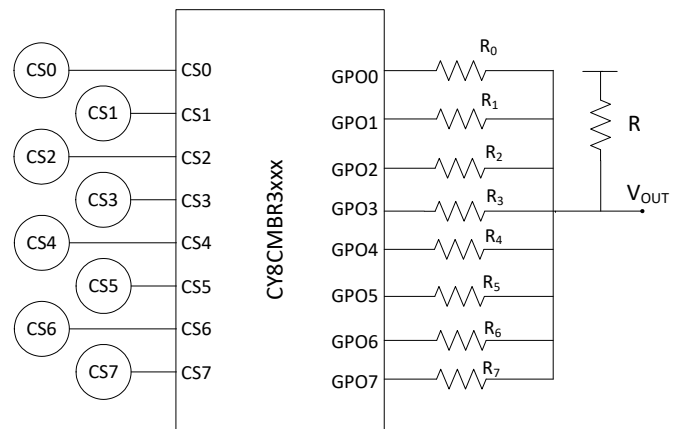 CS0 CS0 GPO0 R0
CS1 CS1 GPO1 R1
CS2 CS2 GPO2 R2
CS3 CS3 GPO3 R3
CS4 CS4 GPO4 R4
CS5 CS5 GPO5 R5
CS6 CS6 GPO6 R6
CS7 CS7 GPO7 R7
CY8CMBR3xxx
R
VOUT